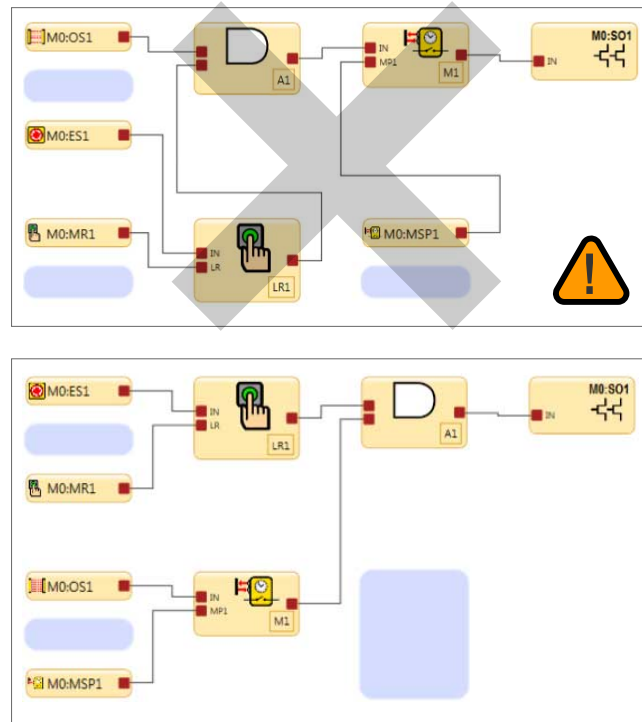 M0:OS1
A1
IN
MP1
M1
M0:SO1
IN
M0:ES1
M0:MR1
IN
LR
LR1
M0:MSP1
!
M0:ES1
IN
LR
LR1
A1
M0:SO1
IN
M0:MR1
M0:OS1
IN
MP1
M1
M0:MSP1